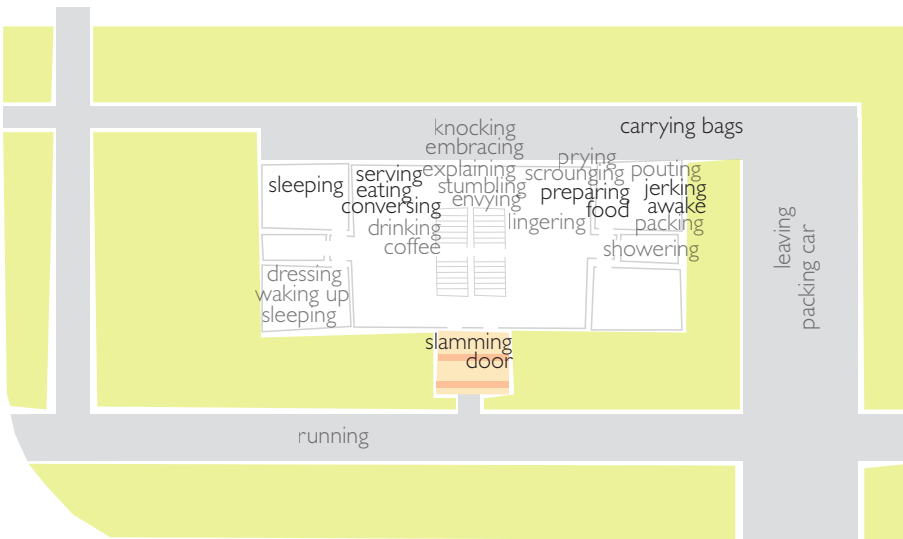 knocking
embracing
carrying bags
prying
scrounging
preparing
food
explaining
stumbling
envying
lingering
pouting
jerking
awake
packing
showering
sleeping
serving
eating
conversing
drinking
coffee
dressing
waking up
sleeping
slamming
door
leaving
packing car
running